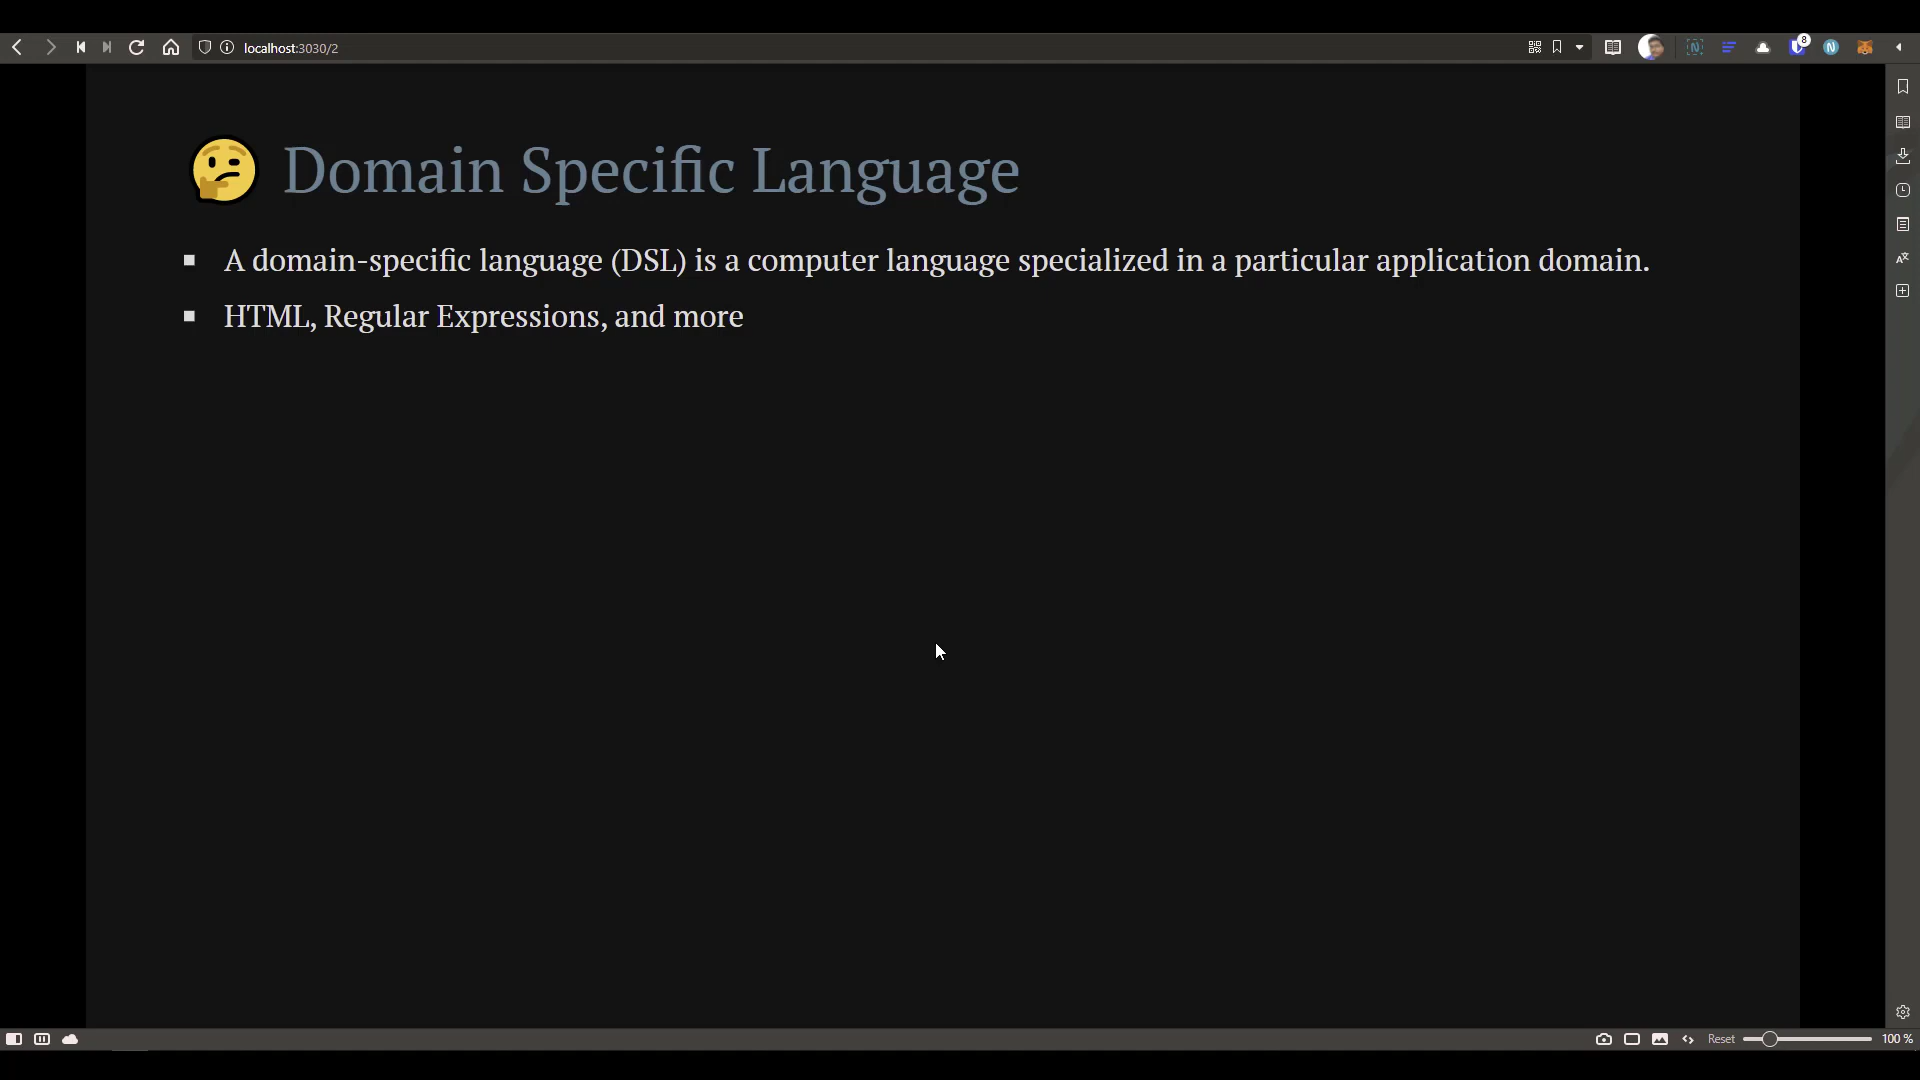 localhost:3030/2
8
🤔 Domain Specific Language
▪ A domain-specific language (DSL) is a computer language specialized in a particular application domain.
▪ HTML, Regular Expressions, and more
Reset 100 %